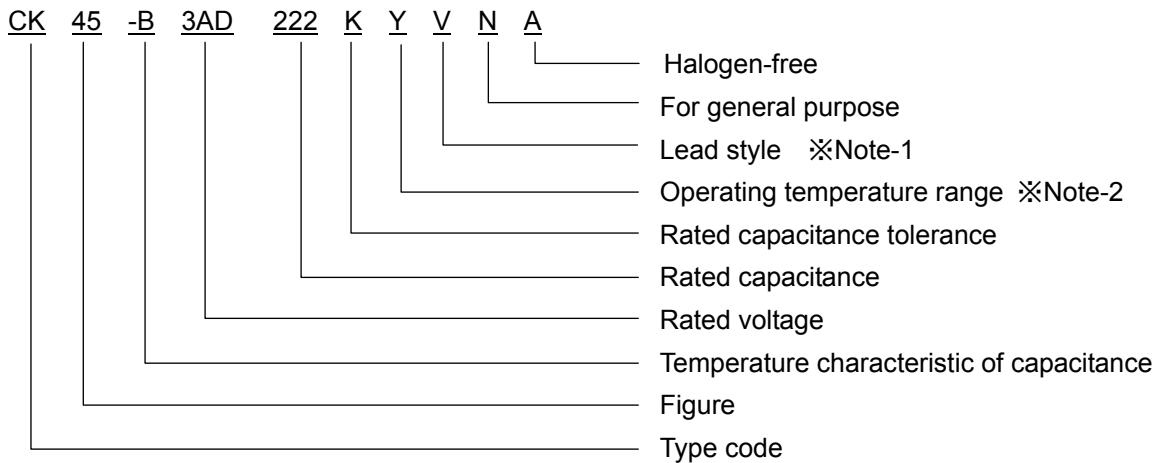 CK 45 -B 3AD 222 K Y V N A
Halogen-free
For general purpose
Lead style ※Note-1
Operating temperature range ※Note-2
Rated capacitance tolerance
Rated capacitance
Rated voltage
Temperature characteristic of capacitance
Figure
Type code